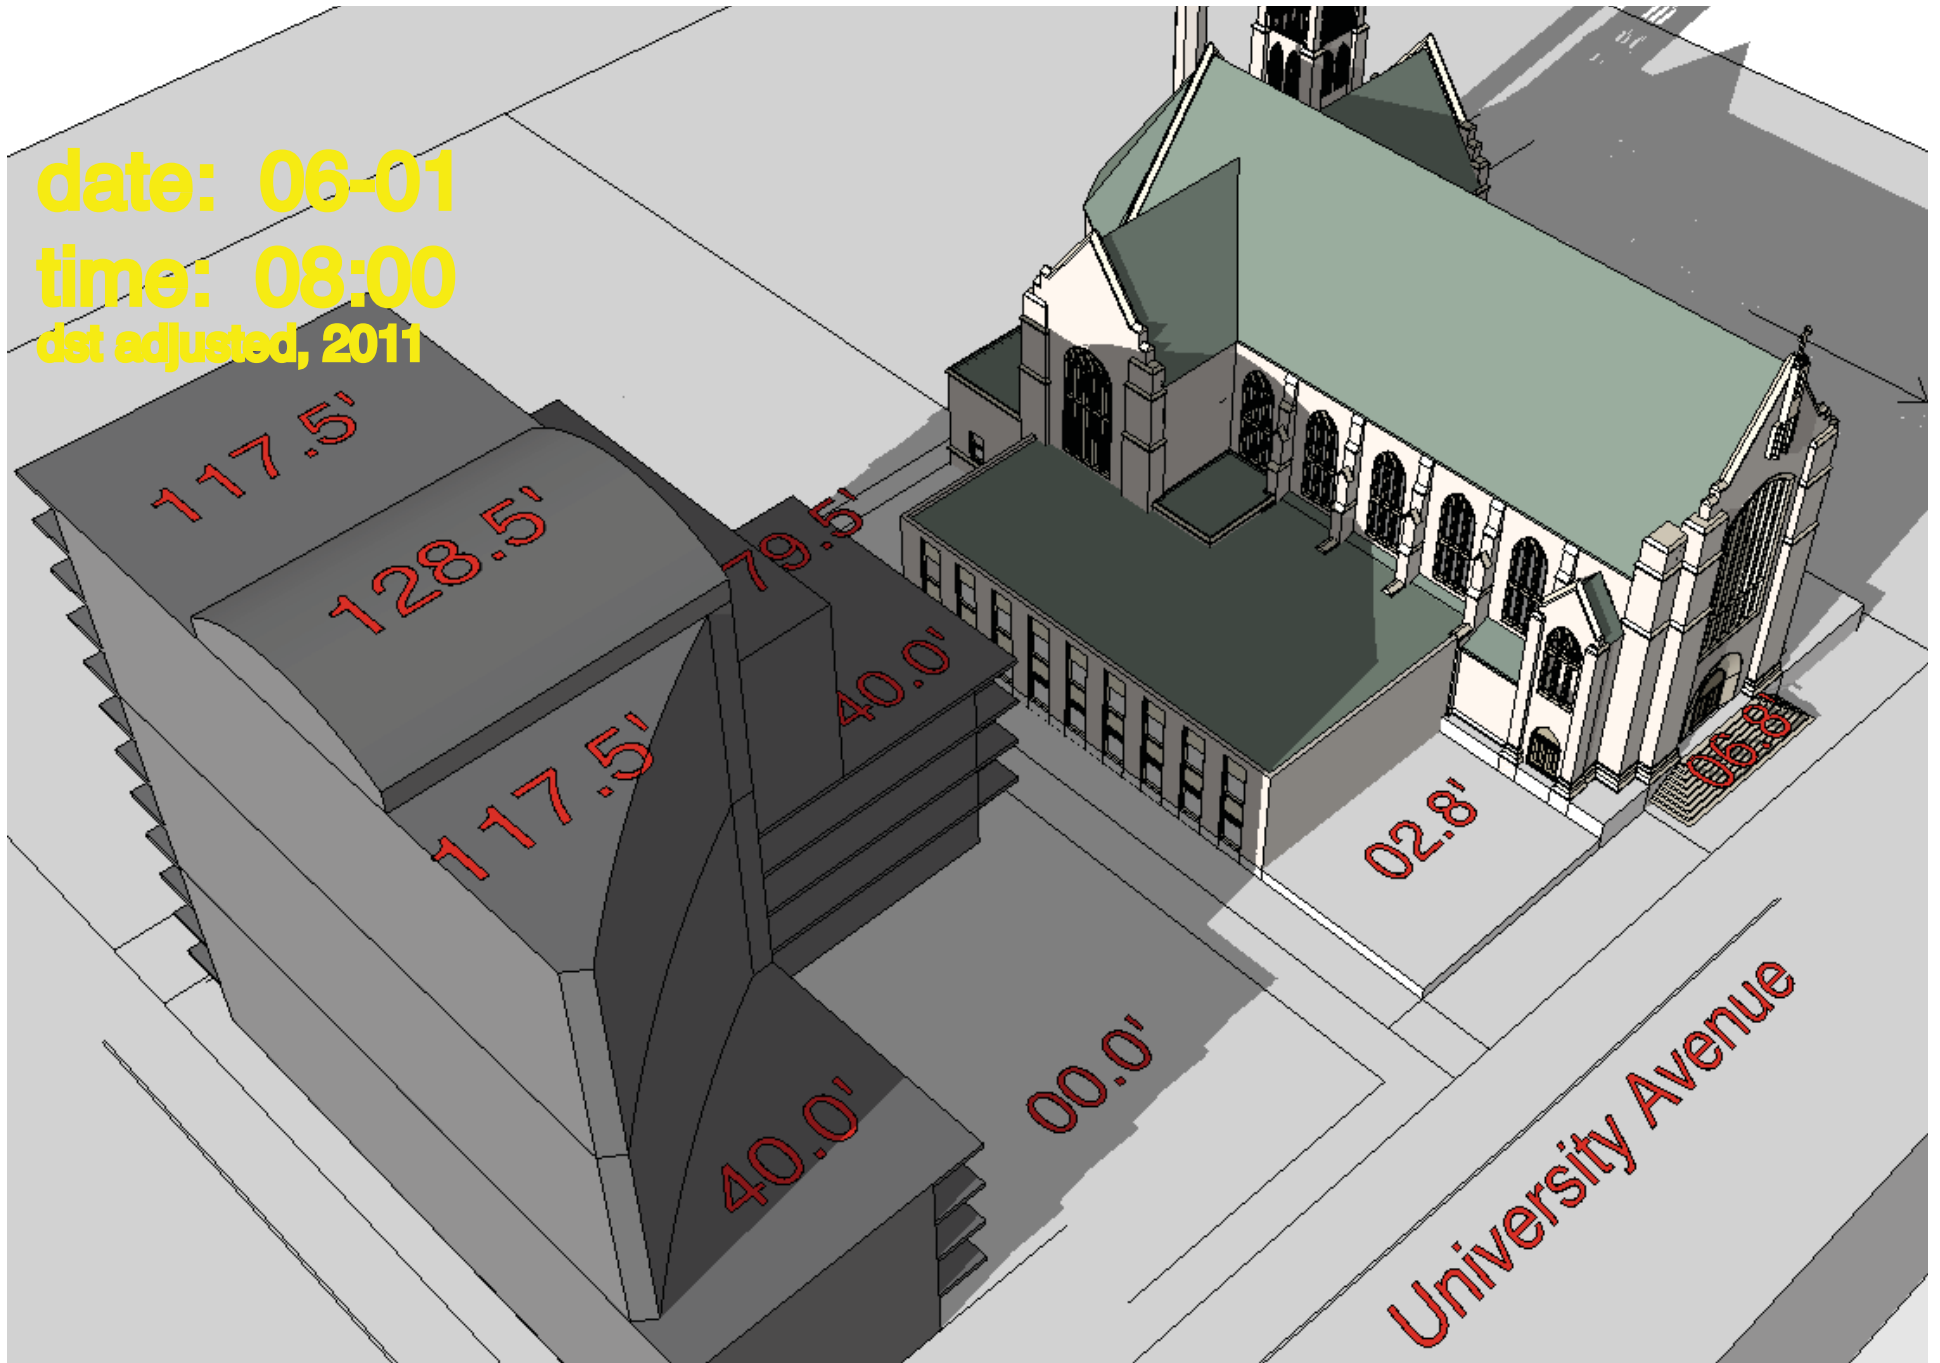 date: 06-01
time: 08:00
dst adjusted, 2011
117.5'
128.5'
79.5'
117.5'
40.0'
06.8'
02.8'
00.0'
40.0'
University Avenue